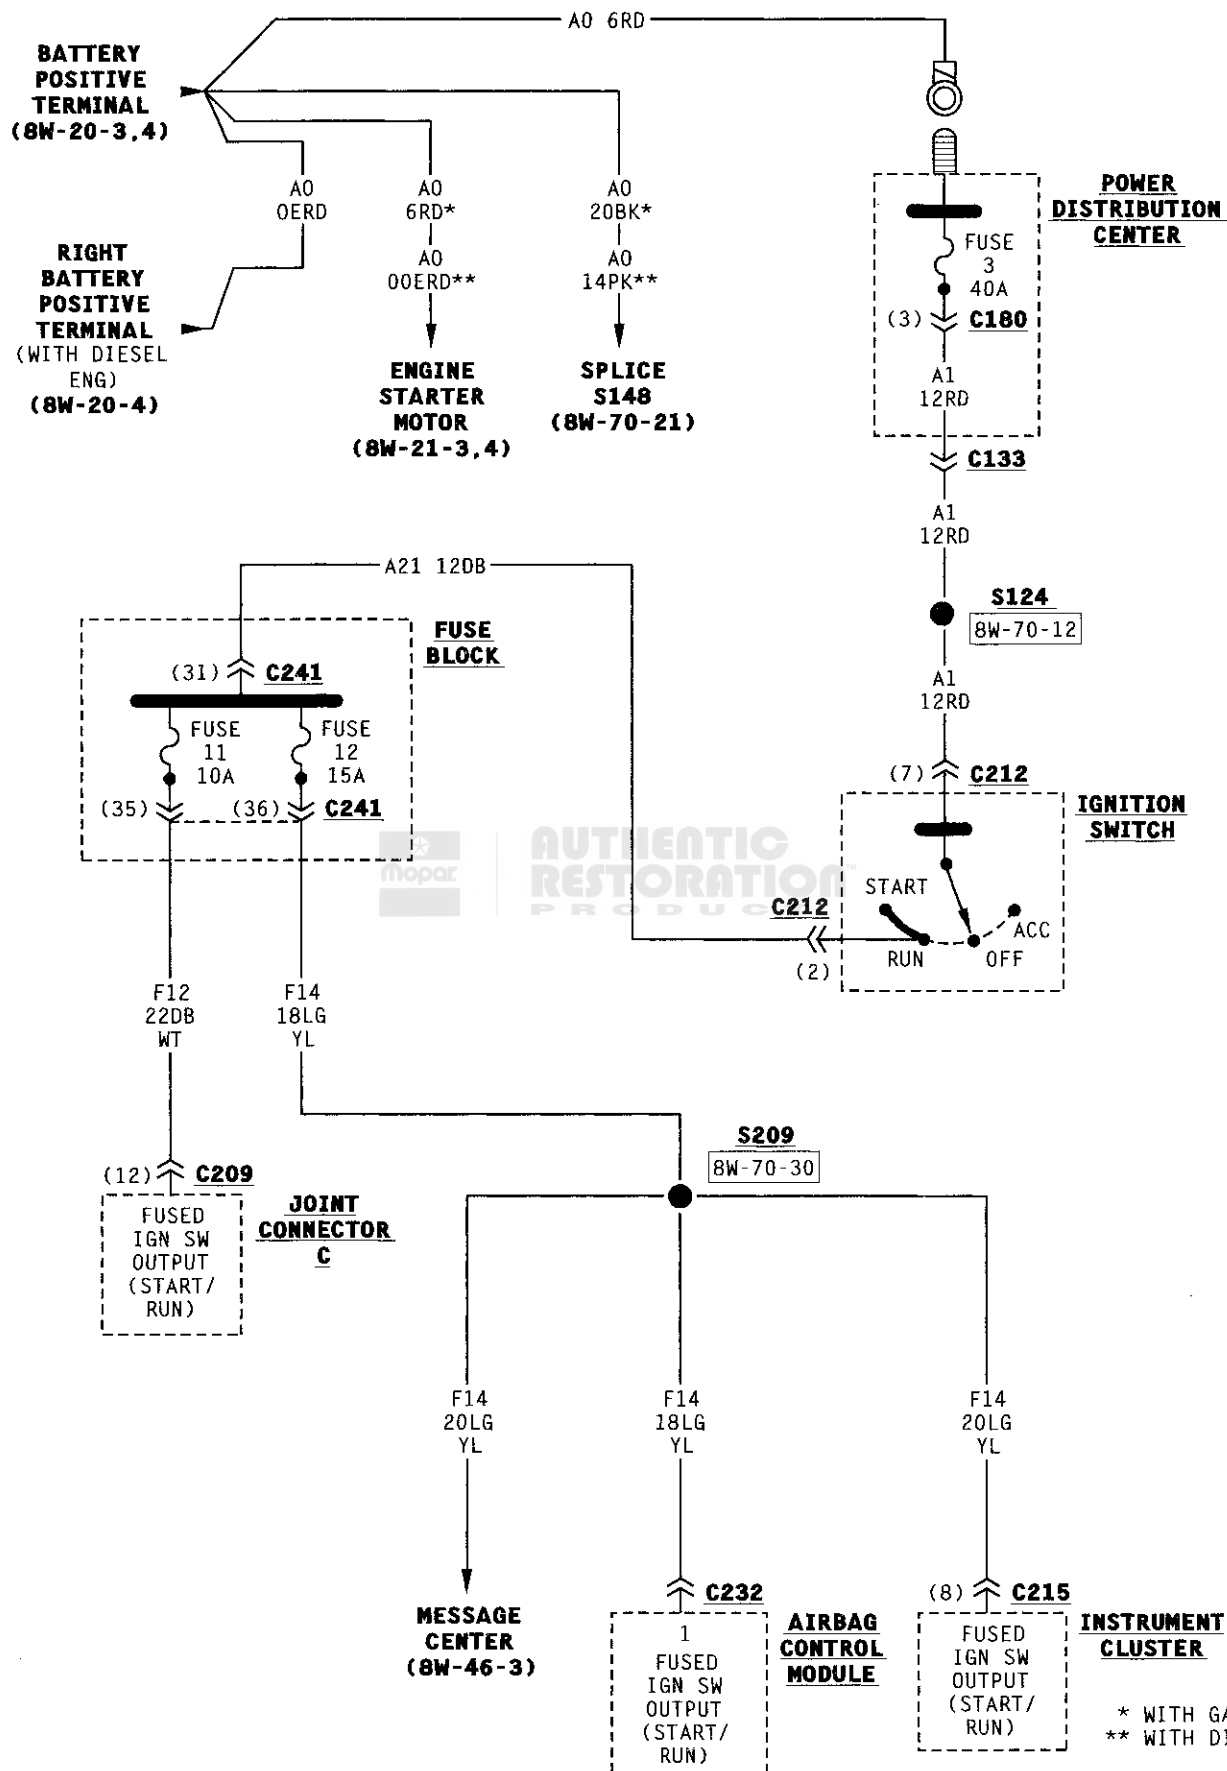 A0 6RD
BATTERY
POSITIVE
TERMINAL
(8W-20-3,4)
A0
0ERD
A0
6RD*
A0
20BK*
A0
00ERD**
A0
14PK**
RIGHT
BATTERY
POSITIVE
TERMINAL
(WITH DIESEL
ENG)
(8W-20-4)
ENGINE
STARTER
MOTOR
(8W-21-3,4)
SPLICE
S148
(8W-70-21)
POWER
DISTRIBUTION
CENTER
FUSE
3
40A
(3) C180
A1
12RD
C133
A1
12RD
S124
8W-70-12
A1
12RD
(7) C212
IGNITION
SWITCH
START
RUN
OFF
ACC
C212
(2)
A21 12DB
FUSE
BLOCK
(31) C241
FUSE
11
10A
FUSE
12
15A
(35)
(36) C241
mopar
AUTHENTIC
RESTORATION™
PRODUC
F12
22DB
WT
F14
18LG
YL
(12) C209
JOINT
CONNECTOR
C
FUSED
IGN SW
OUTPUT
(START/
RUN)
S209
8W-70-30
F14
20LG
YL
F14
18LG
YL
F14
20LG
YL
MESSAGE
CENTER
(8W-46-3)
C232
AIRBAG
CONTROL
MODULE
1
FUSED
IGN SW
OUTPUT
(START/
RUN)
(8) C215
INSTRUMENT
CLUSTER
FUSED
IGN SW
OUTPUT
(START/
RUN)
* WITH GA
** WITH DI